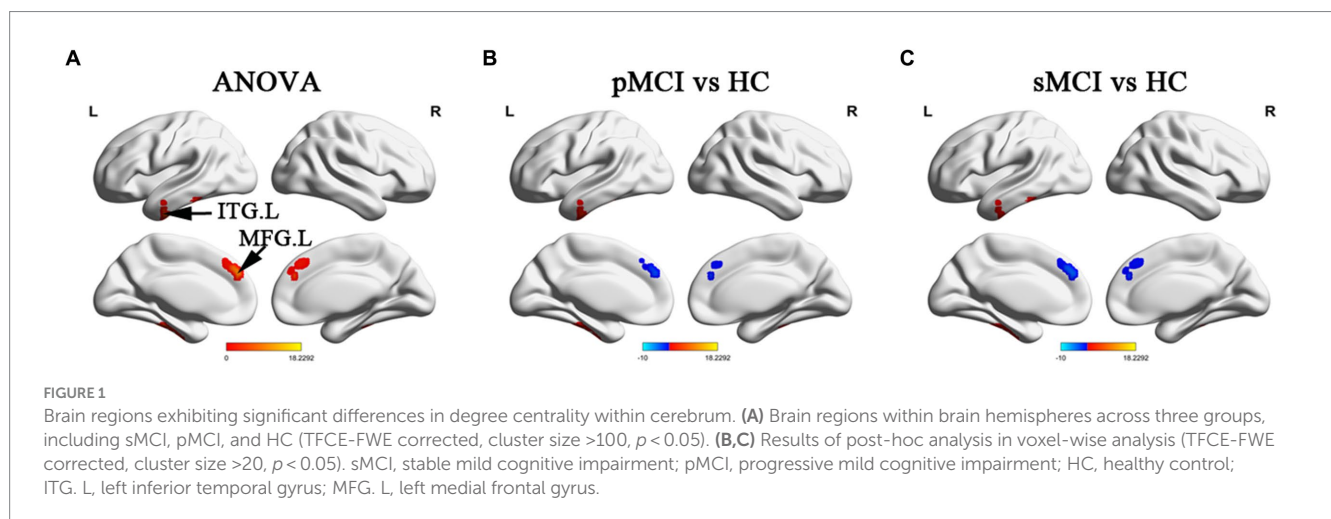 A
B
C
ANOVA
pMCI vs HC
sMCI vs HC
L
R
L
R
L
R
ITG.L
MFG.L
0
18.2292
-10
18.2292
-10
18.2292
FIGURE 1
Brain regions exhibiting significant differences in degree centrality within cerebrum. (A) Brain regions within brain hemispheres across three groups,
including sMCI, pMCI, and HC (TFCE-FWE corrected, cluster size >100, p < 0.05). (B,C) Results of post-hoc analysis in voxel-wise analysis (TFCE-FWE
corrected, cluster size >20, p < 0.05). sMCI, stable mild cognitive impairment; pMCI, progressive mild cognitive impairment; HC, healthy control;
ITG. L, left inferior temporal gyrus; MFG. L, left medial frontal gyrus.